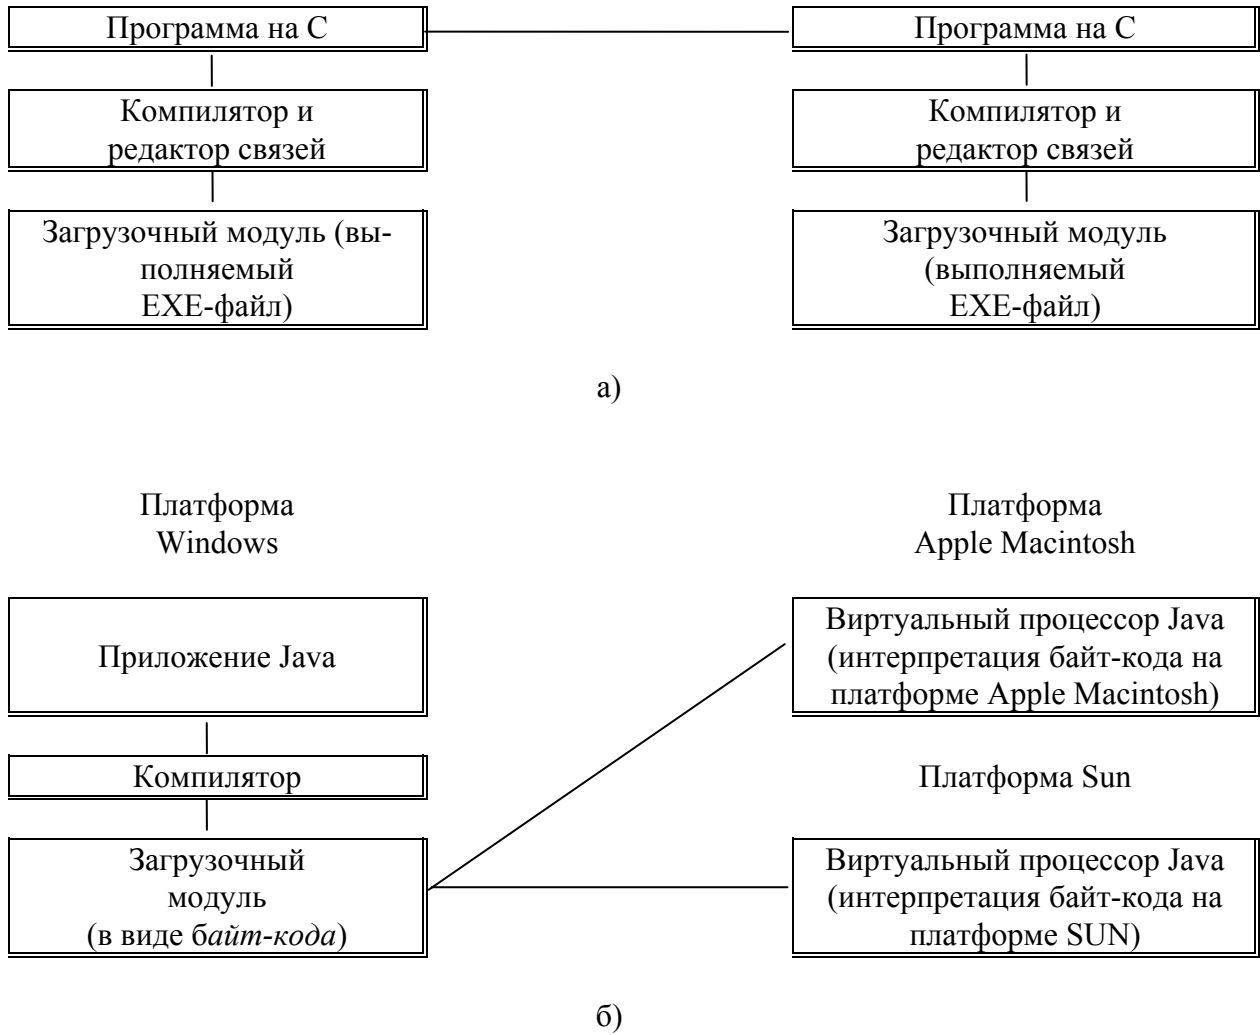 Программа на С
Программа на С
Компилятор и
редактор связей
Компилятор и
редактор связей
Загрузочный модуль (вы-
полняемый
EXE-файл)
Загрузочный модуль
(выполняемый
EXE-файл)
а)
Платформа
Windows
Платформа
Apple Macintosh
Приложение Java
Виртуальный процессор Java
(интерпретация байт-кода на
платформе Apple Macintosh)
Компилятор
Платформа Sun
Загрузочный
модуль
(в виде байт-кода)
Виртуальный процессор Java
(интерпретация байт-кода на
платформе SUN)
б)